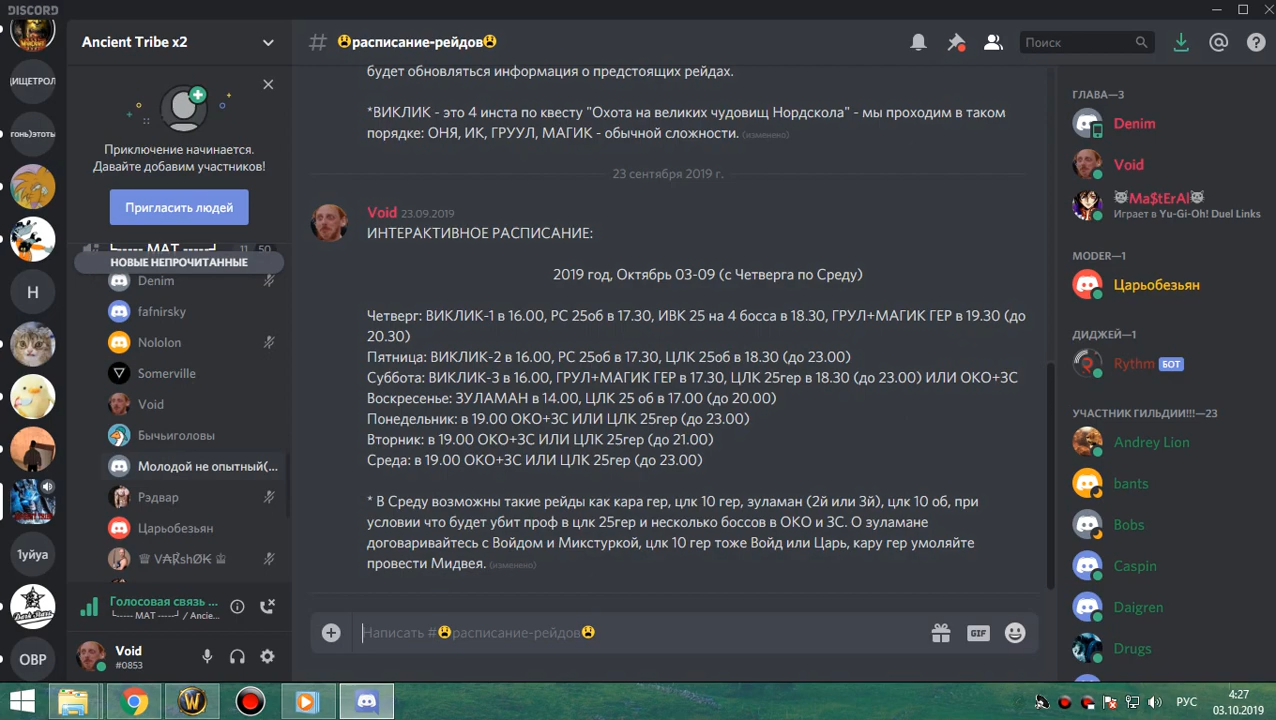 DISCORD
Ancient Tribe x2
ИЩЕТРОЛ
гонь)этоть
Н
1уйуа
Dark Horse
ОВР
Приключение начинается.
Давайте добавим участников!
Пригласить людей
└----- МАТ -----┘ 11 50
НОВЫЕ НЕПРОЧИТАННЫЕ
Denim
fafnirsky
Nololon
Somerville
Void
Бычьиголовы
Молодой не опытный(...
Рэдвар
Царьобезьян
♕ V₳ⱤshØƘ ♔
Голосовая связь ...
└----- МАТ -----┘ / Ancie...
Void
#0853
# 😫расписание-рейдов😫
Поиск
будет обновляться информация о предстоящих рейдах.
*ВИКЛИК - это 4 инста по квесту "Охота на великих чудовищ Нордскола" - мы проходим в таком
порядке: ОНЯ, ИК, ГРУУЛ, МАГИК - обычной сложности. (изменено)
23 сентября 2019 г.
Void 23.09.2019
ИНТЕРАКТИВНОЕ РАСПИСАНИЕ:
2019 год, Октябрь 03-09 (с Четверга по Среду)
Четверг: ВИКЛИК-1 в 16.00, РС 25об в 17.30, ИВК 25 на 4 босса в 18.30, ГРУЛ+МАГИК ГЕР в 19.30 (до
20.30)
Пятница: ВИКЛИК-2 в 16.00, РС 25об в 17.30, ЦЛК 25об в 18.30 (до 23.00)
Суббота: ВИКЛИК-3 в 16.00, ГРУЛ+МАГИК ГЕР в 17.30, ЦЛК 25гер в 18.30 (до 23.00) ИЛИ ОКО+ЗС
Воскресенье: ЗУЛАМАН в 14.00, ЦЛК 25 об в 17.00 (до 20.00)
Понедельник: в 19.00 ОКО+ЗС ИЛИ ЦЛК 25гер (до 23.00)
Вторник: в 19.00 ОКО+ЗС ИЛИ ЦЛК 25гер (до 21.00)
Среда: в 19.00 ОКО+ЗС ИЛИ ЦЛК 25гер (до 23.00)
* В Среду возможны такие рейды как кара гер, цлк 10 гер, зуламан (2й или 3й), цлк 10 об, при
условии что будет убит проф в цлк 25гер и несколько боссов в ОКО и ЗС. О зуламане
договаривайтесь с Войдом и Микстуркой, цлк 10 гер тоже Войд или Царь, кару гер умоляйте
провести Мидвея. (изменено)
Написать #😫расписание-рейдов😫
GIF
ГЛАВА—3
Denim
Void
😼Ma$tErAl😼
Играет в Yu-Gi-Oh! Duel Links
MODER—1
Царьобезьян
ДИДЖЕЙ—1
Rythm БОТ
УЧАСТНИК ГИЛЬДИИ!!!—23
Andrey Lion
bants
Bobs
Caspin
Daigren
Drugs
РУС
4:27
03.10.2019